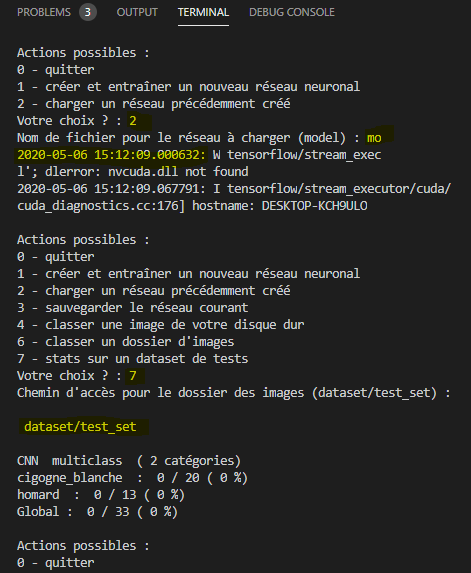 PROBLEMS 3 OUTPUT TERMINAL DEBUG CONSOLE
Actions possibles :
0 - quitter
1 - créer et entraîner un nouveau réseau neuronal
2 - charger un réseau précédemment créé
Votre choix ? : 2
Nom de fichier pour le réseau à charger (model) : mo
2020-05-06 15:12:09.000632: W tensorflow/stream_exec
l'; dlerror: nvcuda.dll not found
2020-05-06 15:12:09.067791: I tensorflow/stream_executor/cuda/
cuda_diagnostics.cc:176] hostname: DESKTOP-KCH9ULO
Actions possibles :
0 - quitter
1 - créer et entraîner un nouveau réseau neuronal
2 - charger un réseau précédemment créé
3 - sauvegarder le réseau courant
4 - classer une image de votre disque dur
6 - classer un dossier d'images
7 - stats sur un dataset de tests
Votre choix ? : 7
Chemin d'accès pour le dossier des images (dataset/test_set) :
dataset/test_set
CNN  multiclass  ( 2 catégories)
cigogne_blanche  :  0 / 20 ( 0 %)
homard  :  0 / 13 ( 0 %)
Global :  0 / 33 ( 0 %)
Actions possibles :
0 - quitter